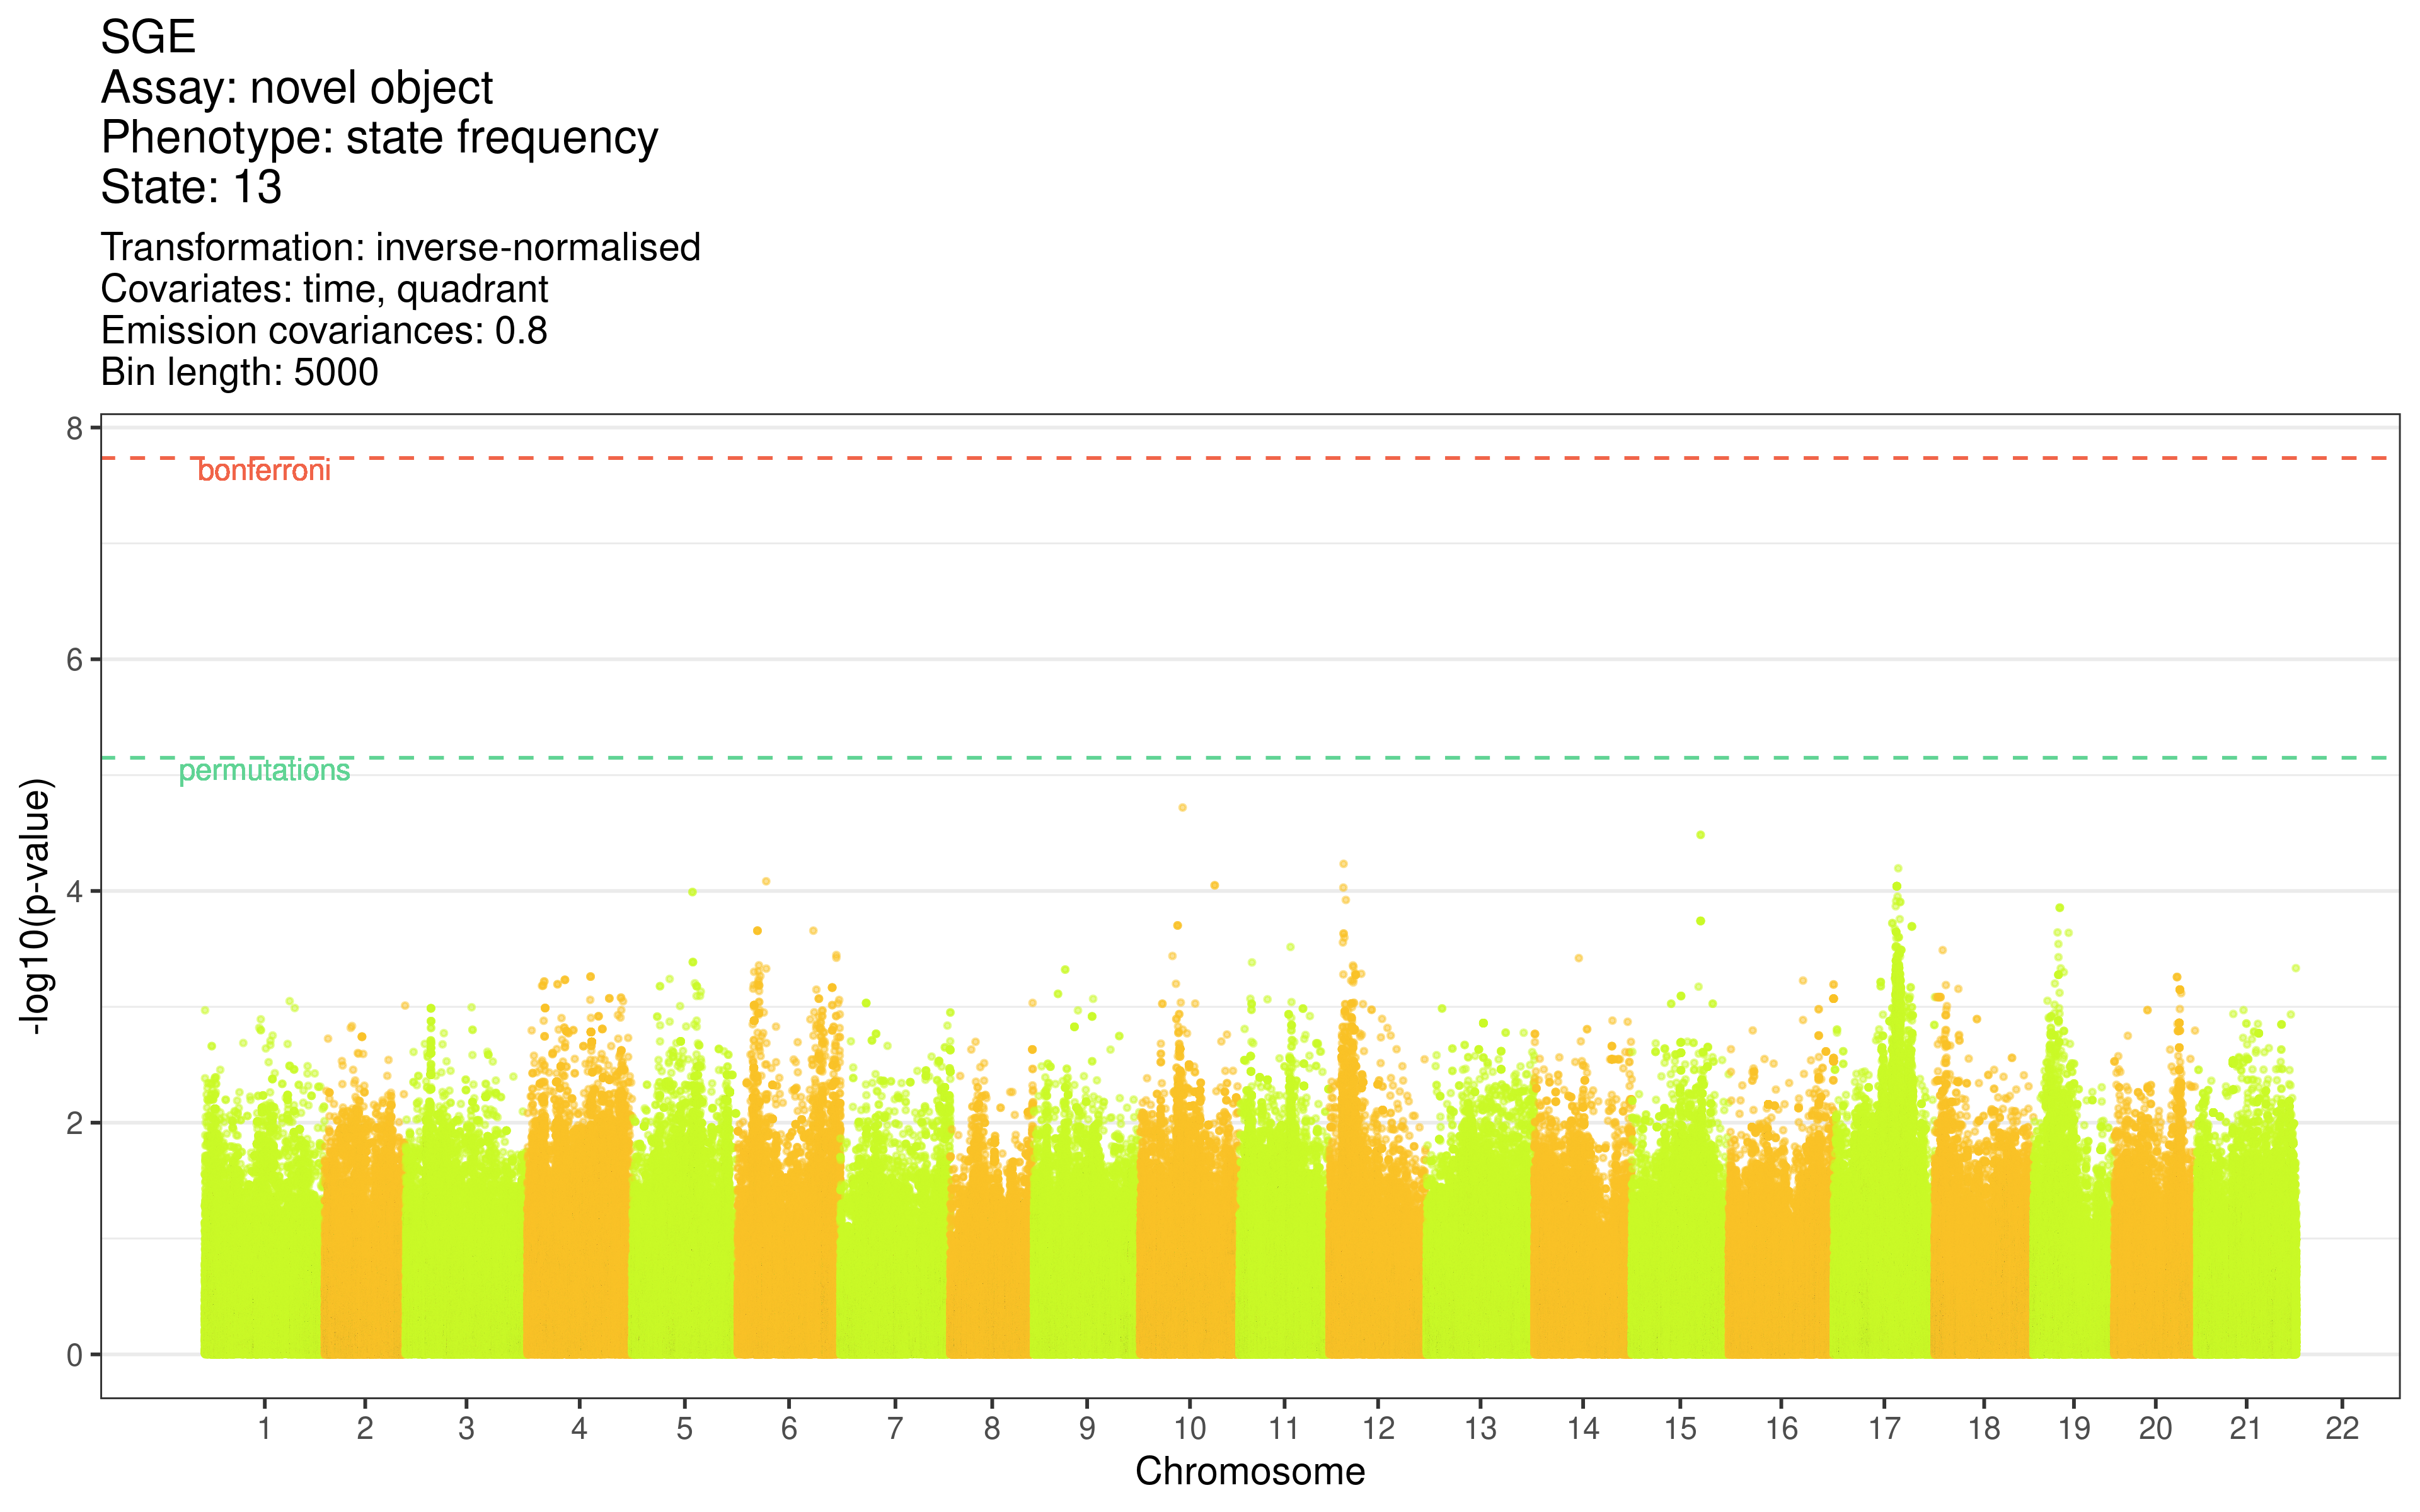 SGE
Assay: novel object
Phenotype: state frequency
State: 13
Transformation: inverse-normalised
Covariates: time, quadrant
Emission covariances: 0.8
Bin length: 5000
8
bonferroni
6
permutations
4
2
0
-log10(p-value)
1 2 3 4 5 6 7 8 9 10 11 12 13 14 15 16 17 18 19 20 21 22
Chromosome